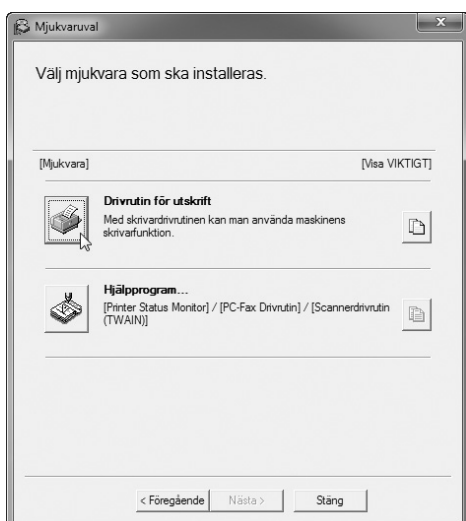 Mjukvaruval
x
Välj mjukvara som ska installeras.
[Mjukvara] [Visa VIKTIGT]
Drivrutin för utskrift
Med skrivardrivrutinen kan man använda maskinens
skrivarfunktion.
Hjälpprogram...
[Printer Status Monitor] / [PC-Fax Drivrutin] / [Scannerdrivrutin
(TWAIN)]
< Föregående Nästa > Stäng